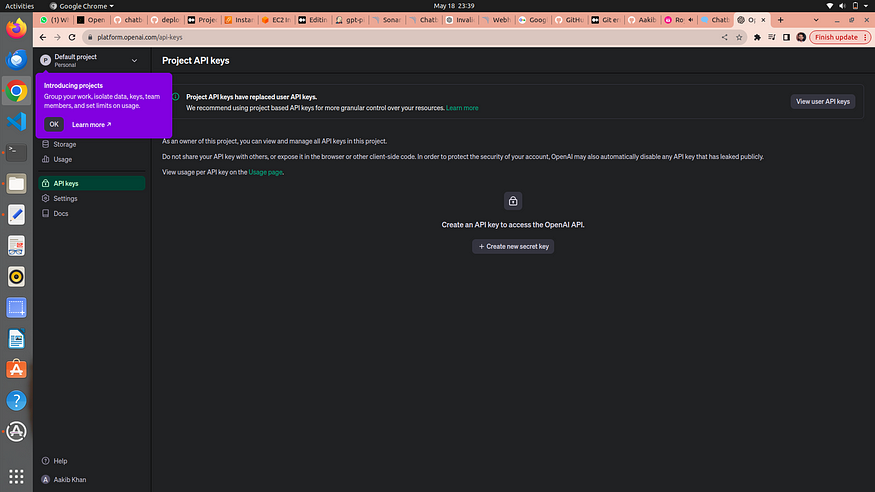 Activities
Google Chrome
May 18 23:39
(1) W
Open
chatb
deplo
Proje
Instan
EC2 In
Editin
gpt-p
Sonar
Chatb
Invali
Webh
Goog
GitHu
Git er
Aakib
Ro
Chatb
Op
platform.openai.com/api-keys
Finish update
P
Default project
Personal
Project API keys
Introducing projects
Group your work, isolate data, keys, team
members, and set limits on usage.
OK
Learn more
Project API keys have replaced user API keys.
We recommend using project based API keys for more granular control over your resources. Learn more
View user API keys
Storage
Usage
API keys
Settings
Docs
As an owner of this project, you can view and manage all API keys in this project.
Do not share your API key with others, or expose it in the browser or other client-side code. In order to protect the security of your account, OpenAI may also automatically disable any API key that has leaked publicly.
View usage per API key on the Usage page.
Create an API key to access the OpenAI API.
+ Create new secret key
Help
A
Aakib Khan